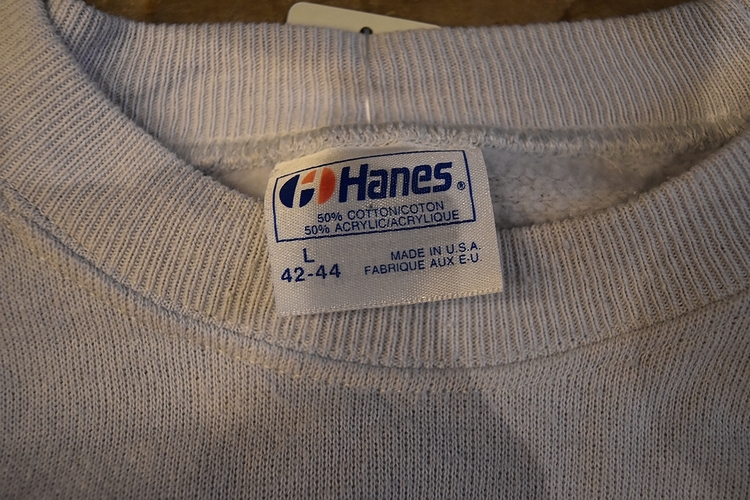 Hanes®
50% COTTON/COTON
50% ACRYLIC/ACRYLIQUE
L
42-44
MADE IN U.S.A.
FABRIQUE AUX E-U